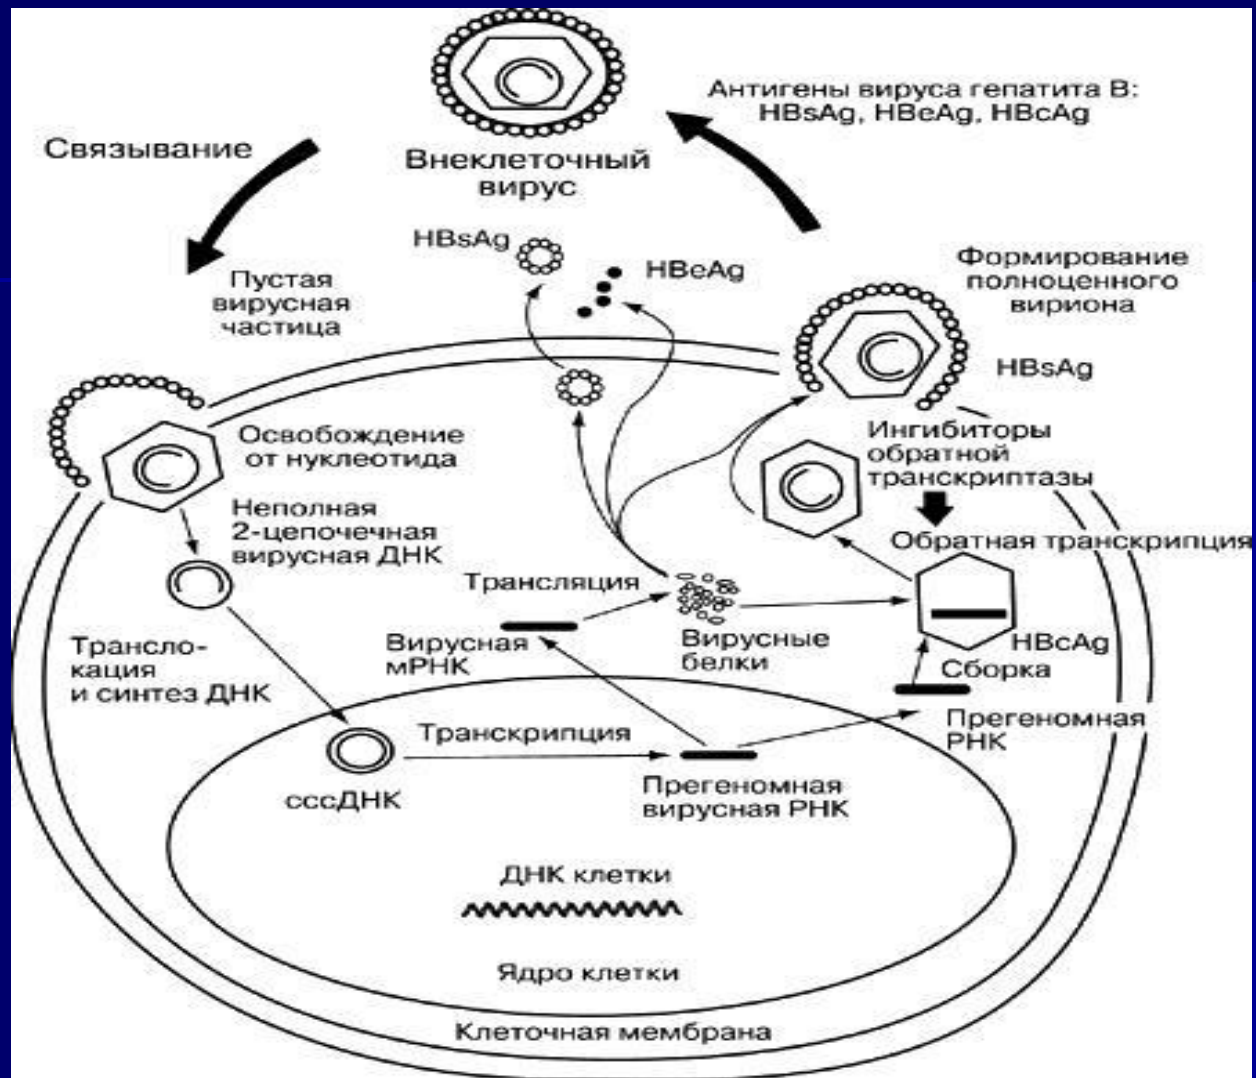 Антигены вируса гепатита В:
HBsAg, HBeAg, HBcAg
Связывание
Внеклеточный
вирус
HBsAg
HBeAg
Пустая
вирусная
частица
Формирование
полноценного
вириона
HBsAg
Освобождение
от нуклеотида
Ингибиторы
обратной
транскриптазы
Неполная
2-цепочечная
вирусная ДНК
Обратная транскрипция
Трансляция
Вирусная
мРНК
Вирусные
белки
HBcAg
Сборка
Трансло-
кация
и синтез ДНК
Прегеномная
РНК
Транскрипция
сссДНК
Прегеномная
вирусная РНК
ДНК клетки
Ядро клетки
Клеточная мембрана